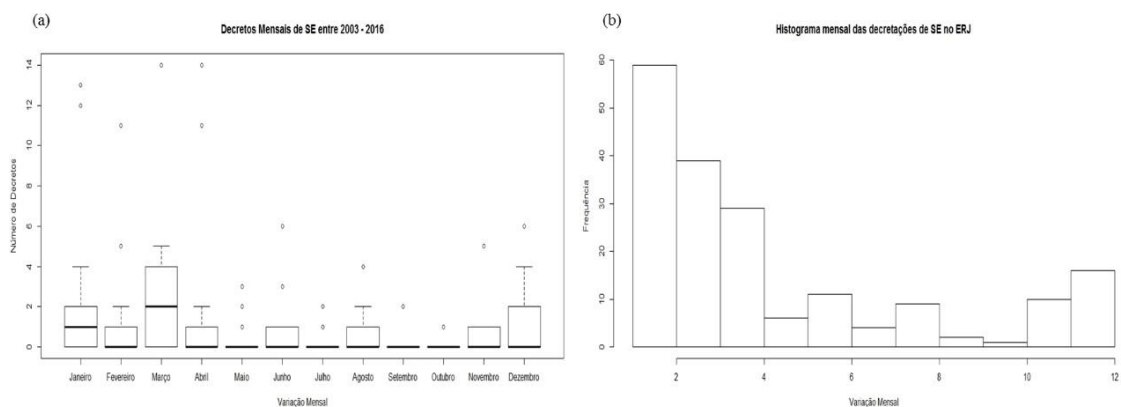 (a)
Decretos Mensais de SE entre 2003 - 2016
Número de Decretos
14
12
10
8
6
4
2
0
Janeiro Fevereiro Março Abril Maio Junho Julho Agosto Setembro Outubro Novembro Dezembro
Variação Mensal
(b)
Histograma mensal das decretações de SE no ERJ
Frequência
60
50
40
30
20
10
0
2 4 6 8 10 12
Variação Mensal